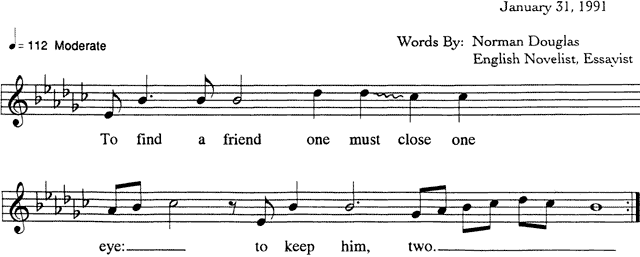 January 31, 1991
♩= 112 Moderate
Words By: Norman Douglas
English Novelist, Essayist
To find a friend one must close one
eye: to keep him, two.